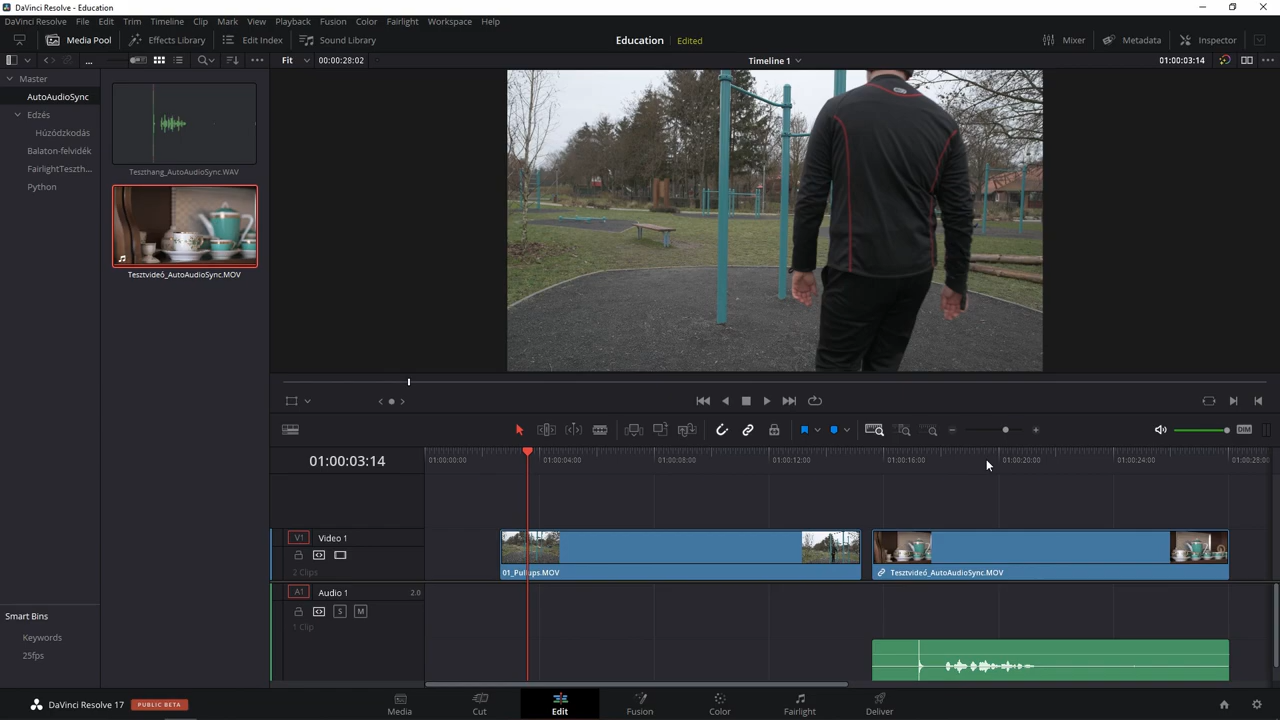 DaVinci Resolve - Education
DaVinci Resolve File Edit Trim Timeline Clip Mark View Playback Fusion Color Fairlight Workspace Help
Media Pool Effects Library Edit Index Sound Library
Education Edited
Mixer Metadata Inspector
Fit 00:00:28:02
Timeline 1
01:00:03:14
Master
AutoAudioSync
Edzés
Húzódzkodás
Balaton-felvidék
FairlightTeszth...
Python
Teszthang_AutoAudioSync.WAV
Tesztvideó_AutoAudioSync.MOV
DIM
01:00:03:14
01:00:00:00 01:00:04:00 01:00:08:00 01:00:12:00 01:00:16:00 01:00:20:00 01:00:24:00 01:00:28:00
V1 Video 1
2 Clips
01_Pullups.MOV
Tesztvideó_AutoAudioSync.MOV
A1 Audio 1 2.0
S M
1 Clip
Smart Bins
Keywords
25fps
DaVinci Resolve 17 PUBLIC BETA
Media Cut Edit Fusion Color Fairlight Deliver